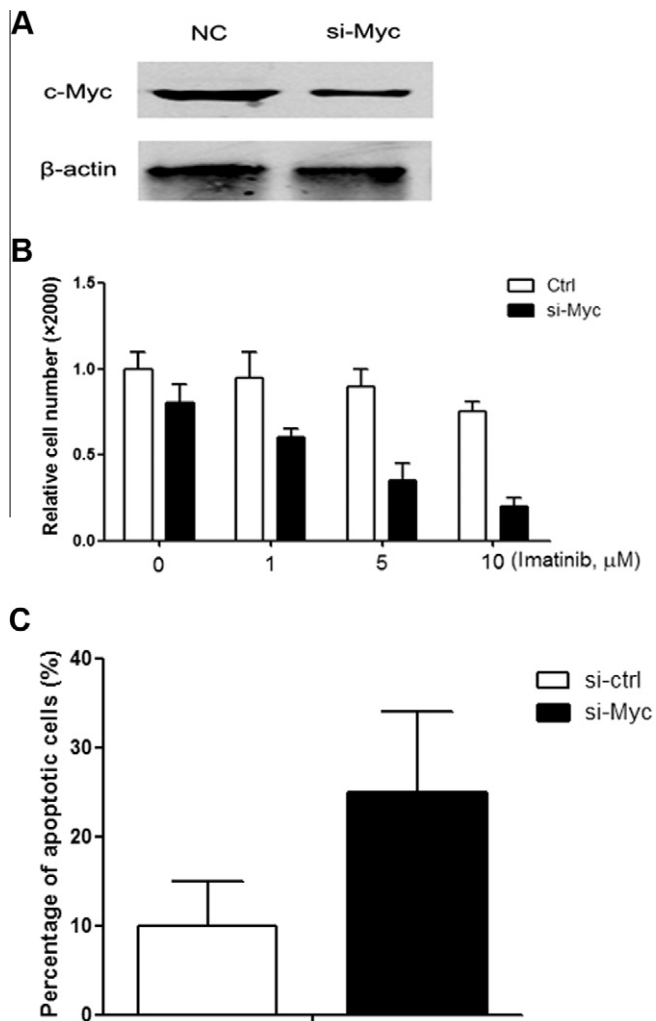 A
NC si-Myc
c-Myc
β-actin
B
Relative cell number (×2000)
1.5
1.0
0.5
0.0
Ctrl
si-Myc
0 1 5 10 (Imatinib, μM)
C
Percentage of apoptotic cells (%)
40
30
20
10
0
si-ctrl
si-Myc